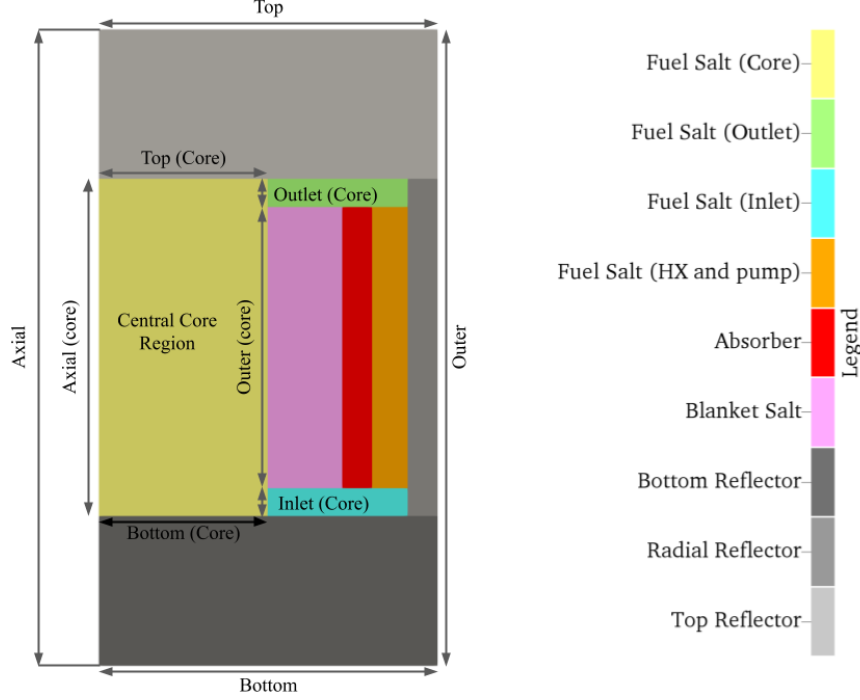 Top
Top (Core)
Outlet (Core)
Axial
Axial (core)
Central Core
Region
Outer (core)
Outer
Inlet (Core)
Bottom (Core)
Bottom
Fuel Salt (Core)
Fuel Salt (Outlet)
Fuel Salt (Inlet)
Fuel Salt (HX and pump)
Absorber
Blanket Salt
Bottom Reflector
Radial Reflector
Top Reflector
Legend